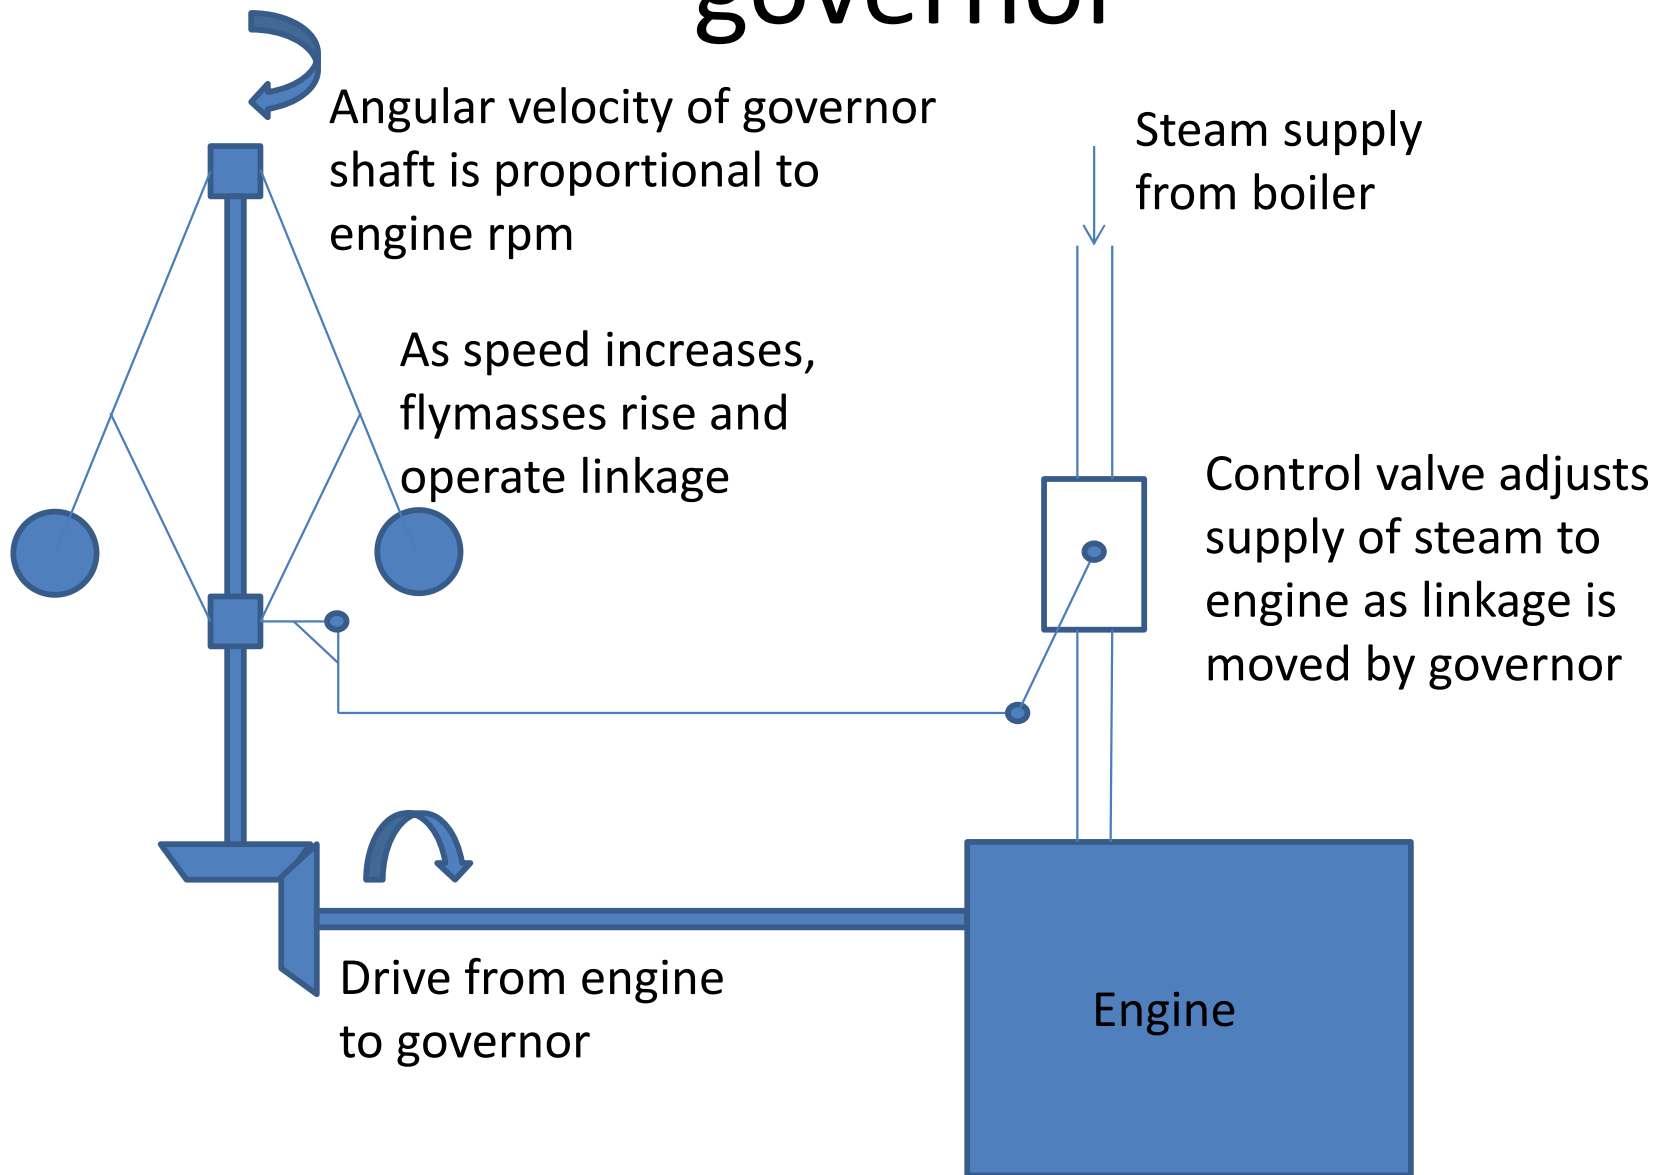 governor
Angular velocity of governor
shaft is proportional to
engine rpm
Steam supply
from boiler
As speed increases,
flymasses rise and
operate linkage
Control valve adjusts
supply of steam to
engine as linkage is
moved by governor
Drive from engine
to governor
Engine